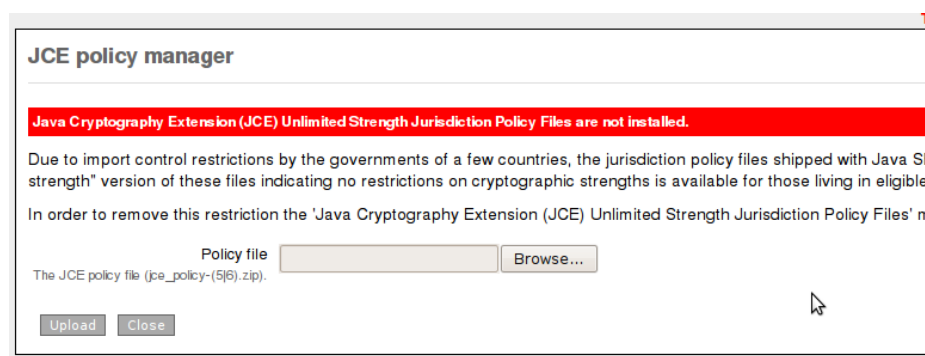 JCE policy manager
Java Cryptography Extension (JCE) Unlimited Strength Jurisdiction Policy Files are not installed.
Due to import control restrictions by the governments of a few countries, the jurisdiction policy files shipped with Java
strength" version of these files indicating no restrictions on cryptographic strengths is available for those living in eligible
In order to remove this restriction the 'Java Cryptography Extension (JCE) Unlimited Strength Jurisdiction Policy Files'
Policy file
Browse...
The JCE policy file (jce_policy-(5|6).zip).
Upload Close